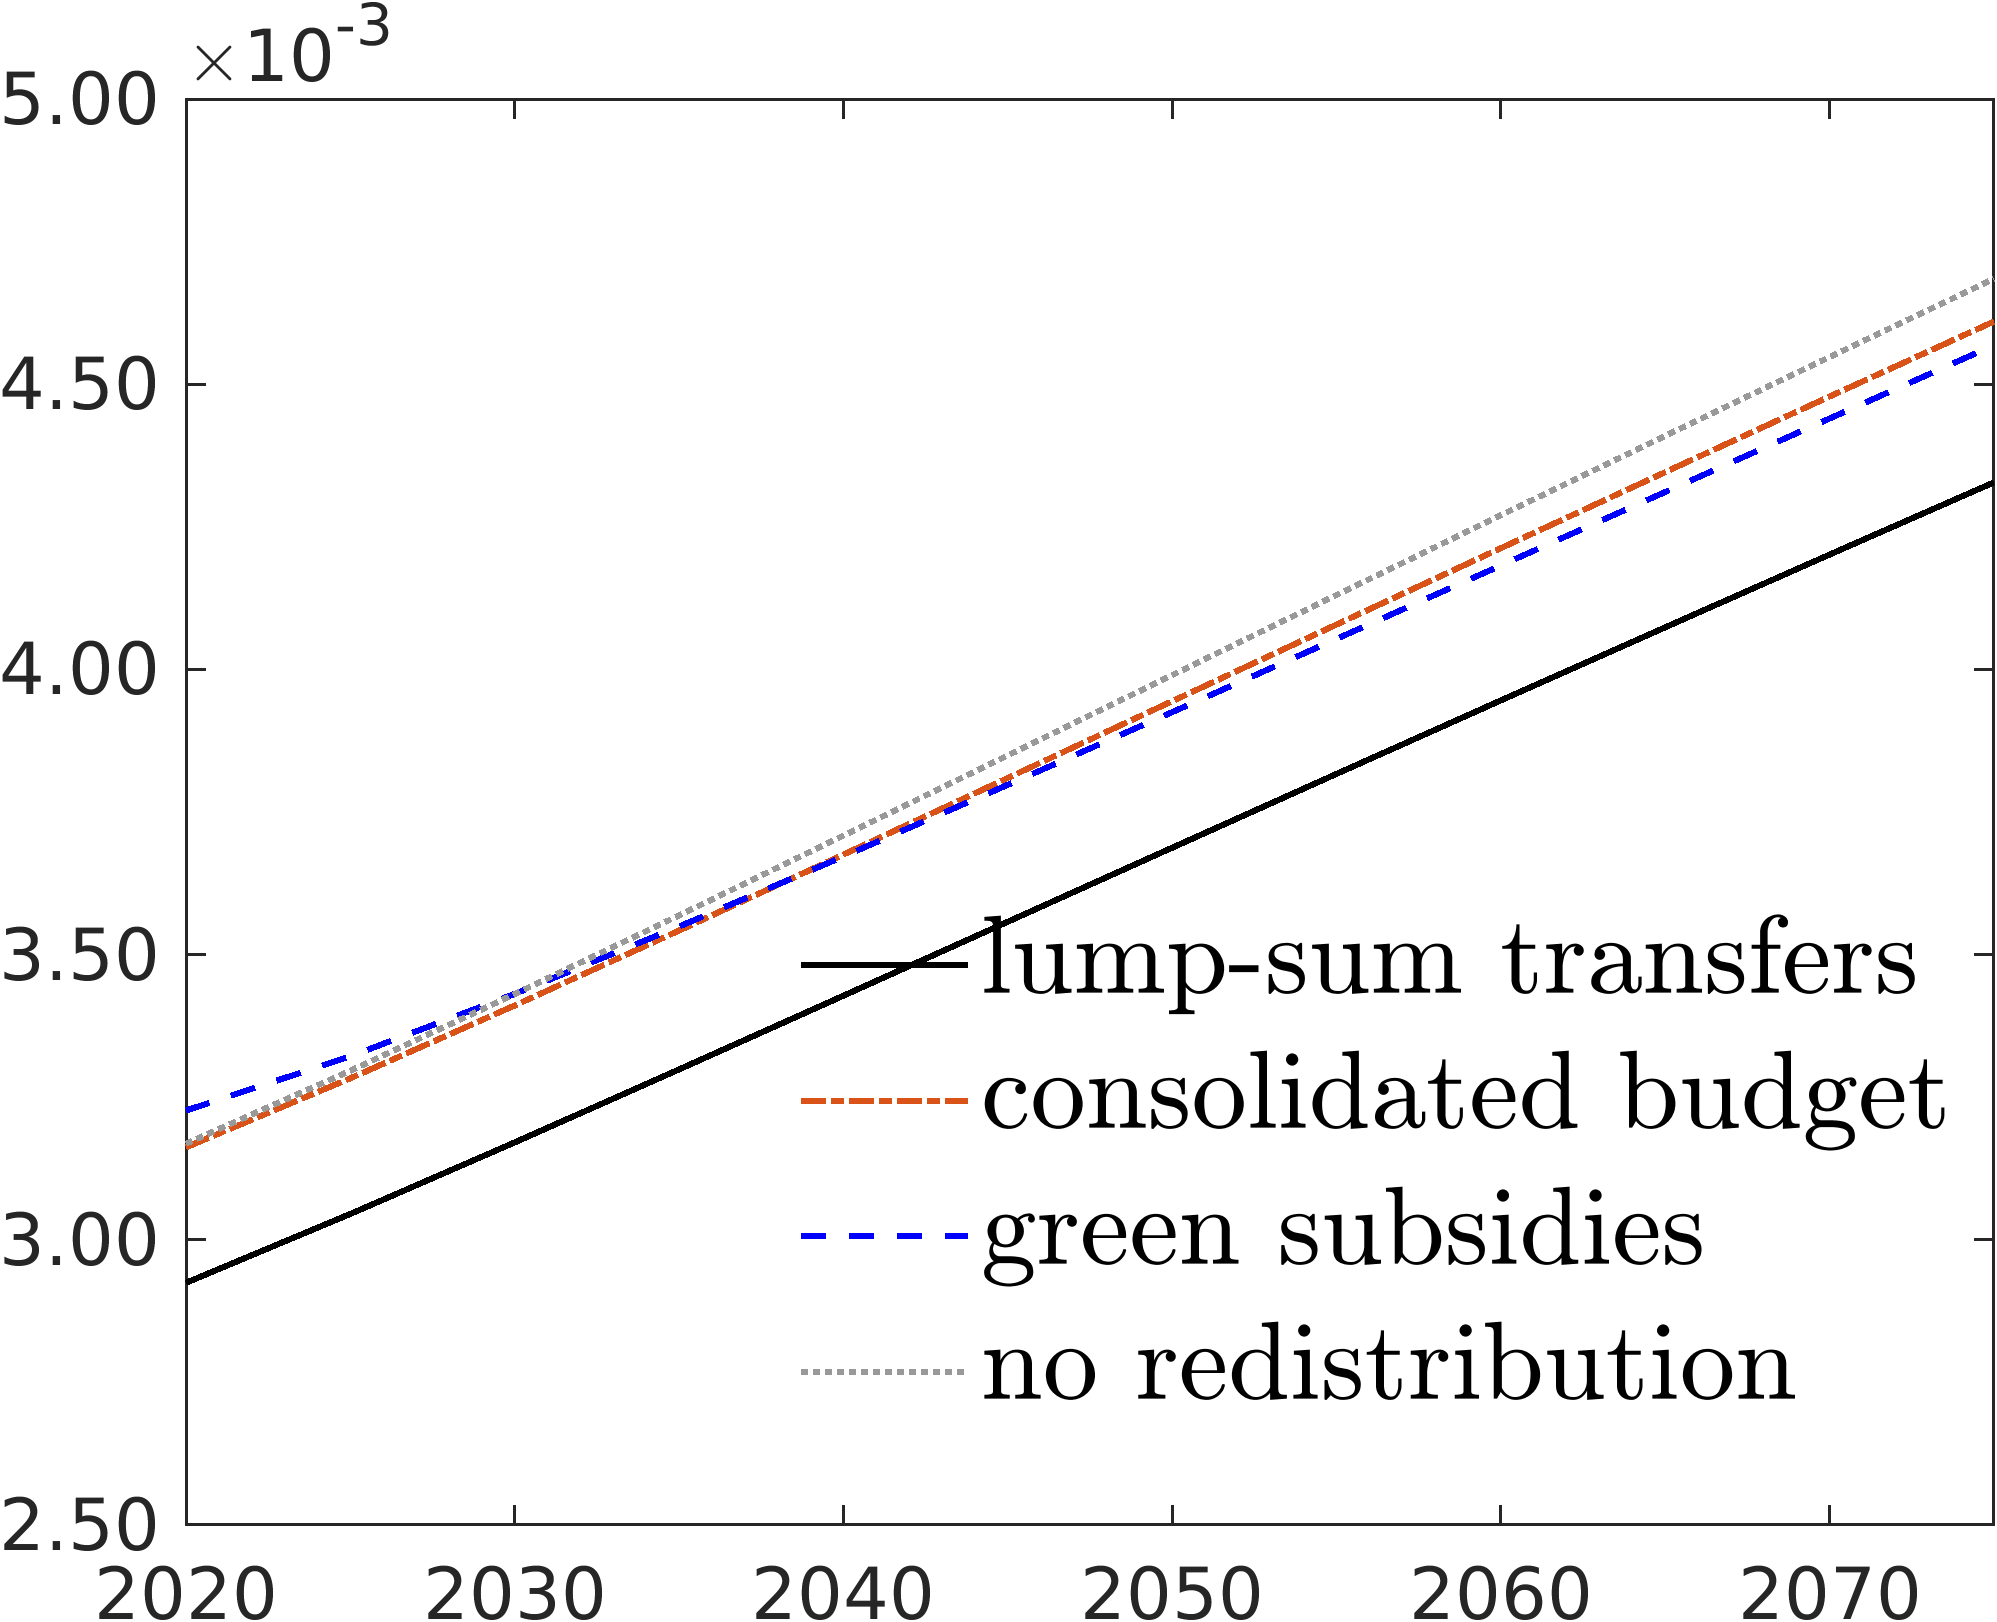 ×10-3
5.00
4.50
4.00
3.50
3.00
2.50
lump-sum transfers
consolidated budget
green subsidies
no redistribution
2020 2030 2040 2050 2060 2070